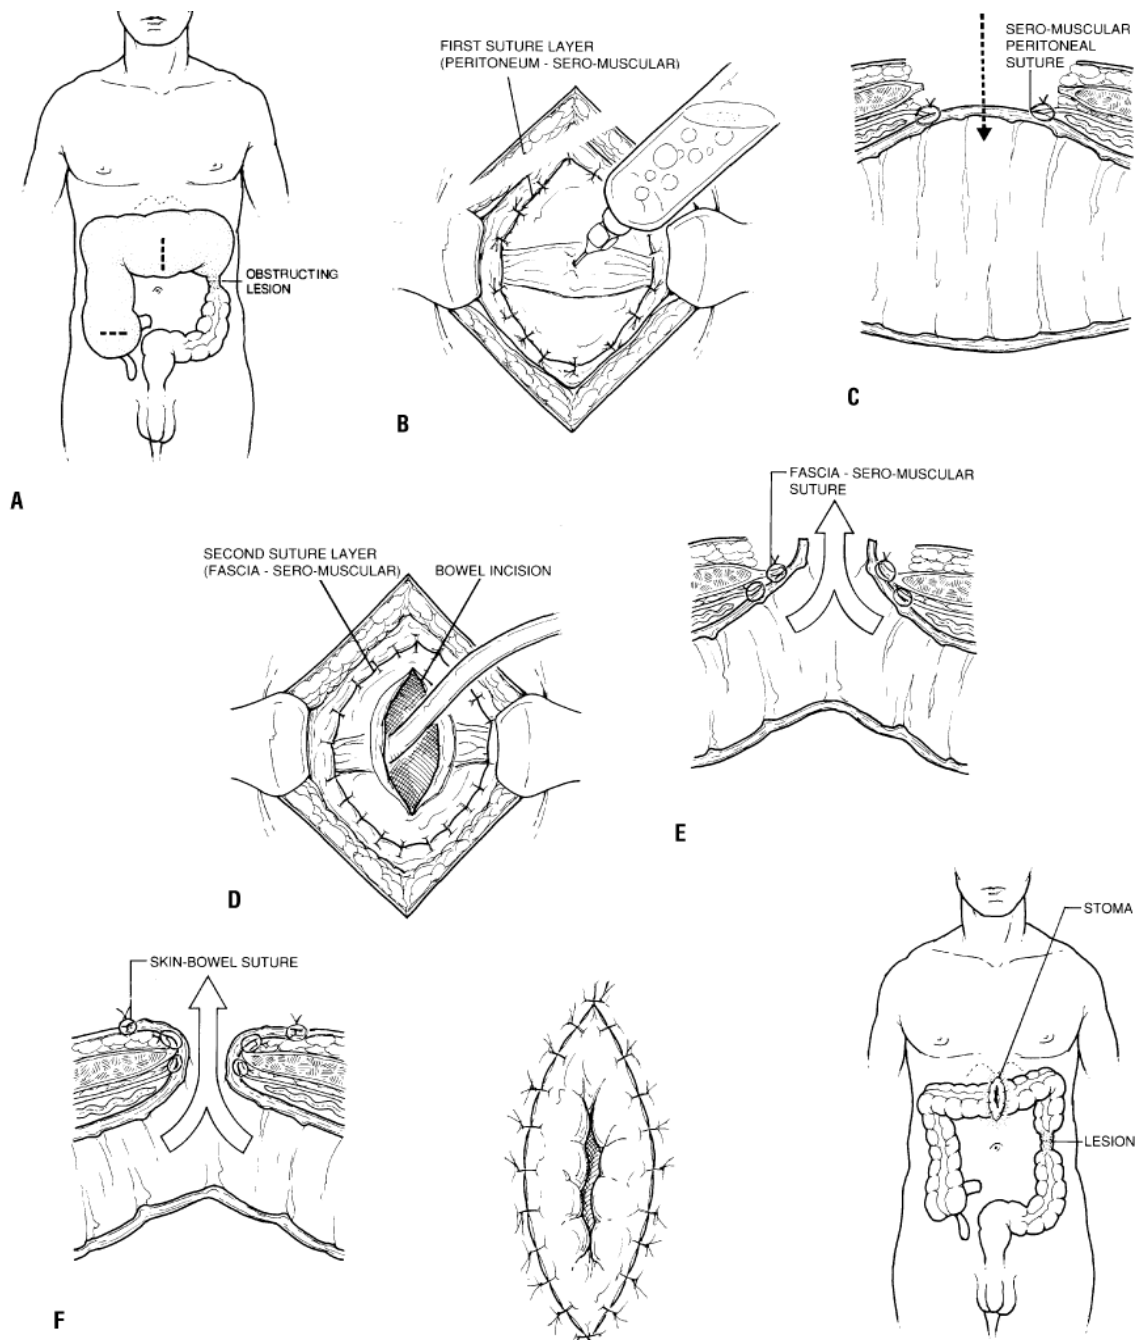 FIRST SUTURE LAYER
(PERITONEUM - SERO-MUSCULAR)
SERO-MUSCULAR
PERITONEAL
SUTURE
OBSTRUCTING
LESION
A
B
C
FASCIA - SERO-MUSCULAR
SUTURE
SECOND SUTURE LAYER
(FASCIA - SERO-MUSCULAR)
BOWEL INCISION
D
E
SKIN-BOWEL SUTURE
STOMA
LESION
F